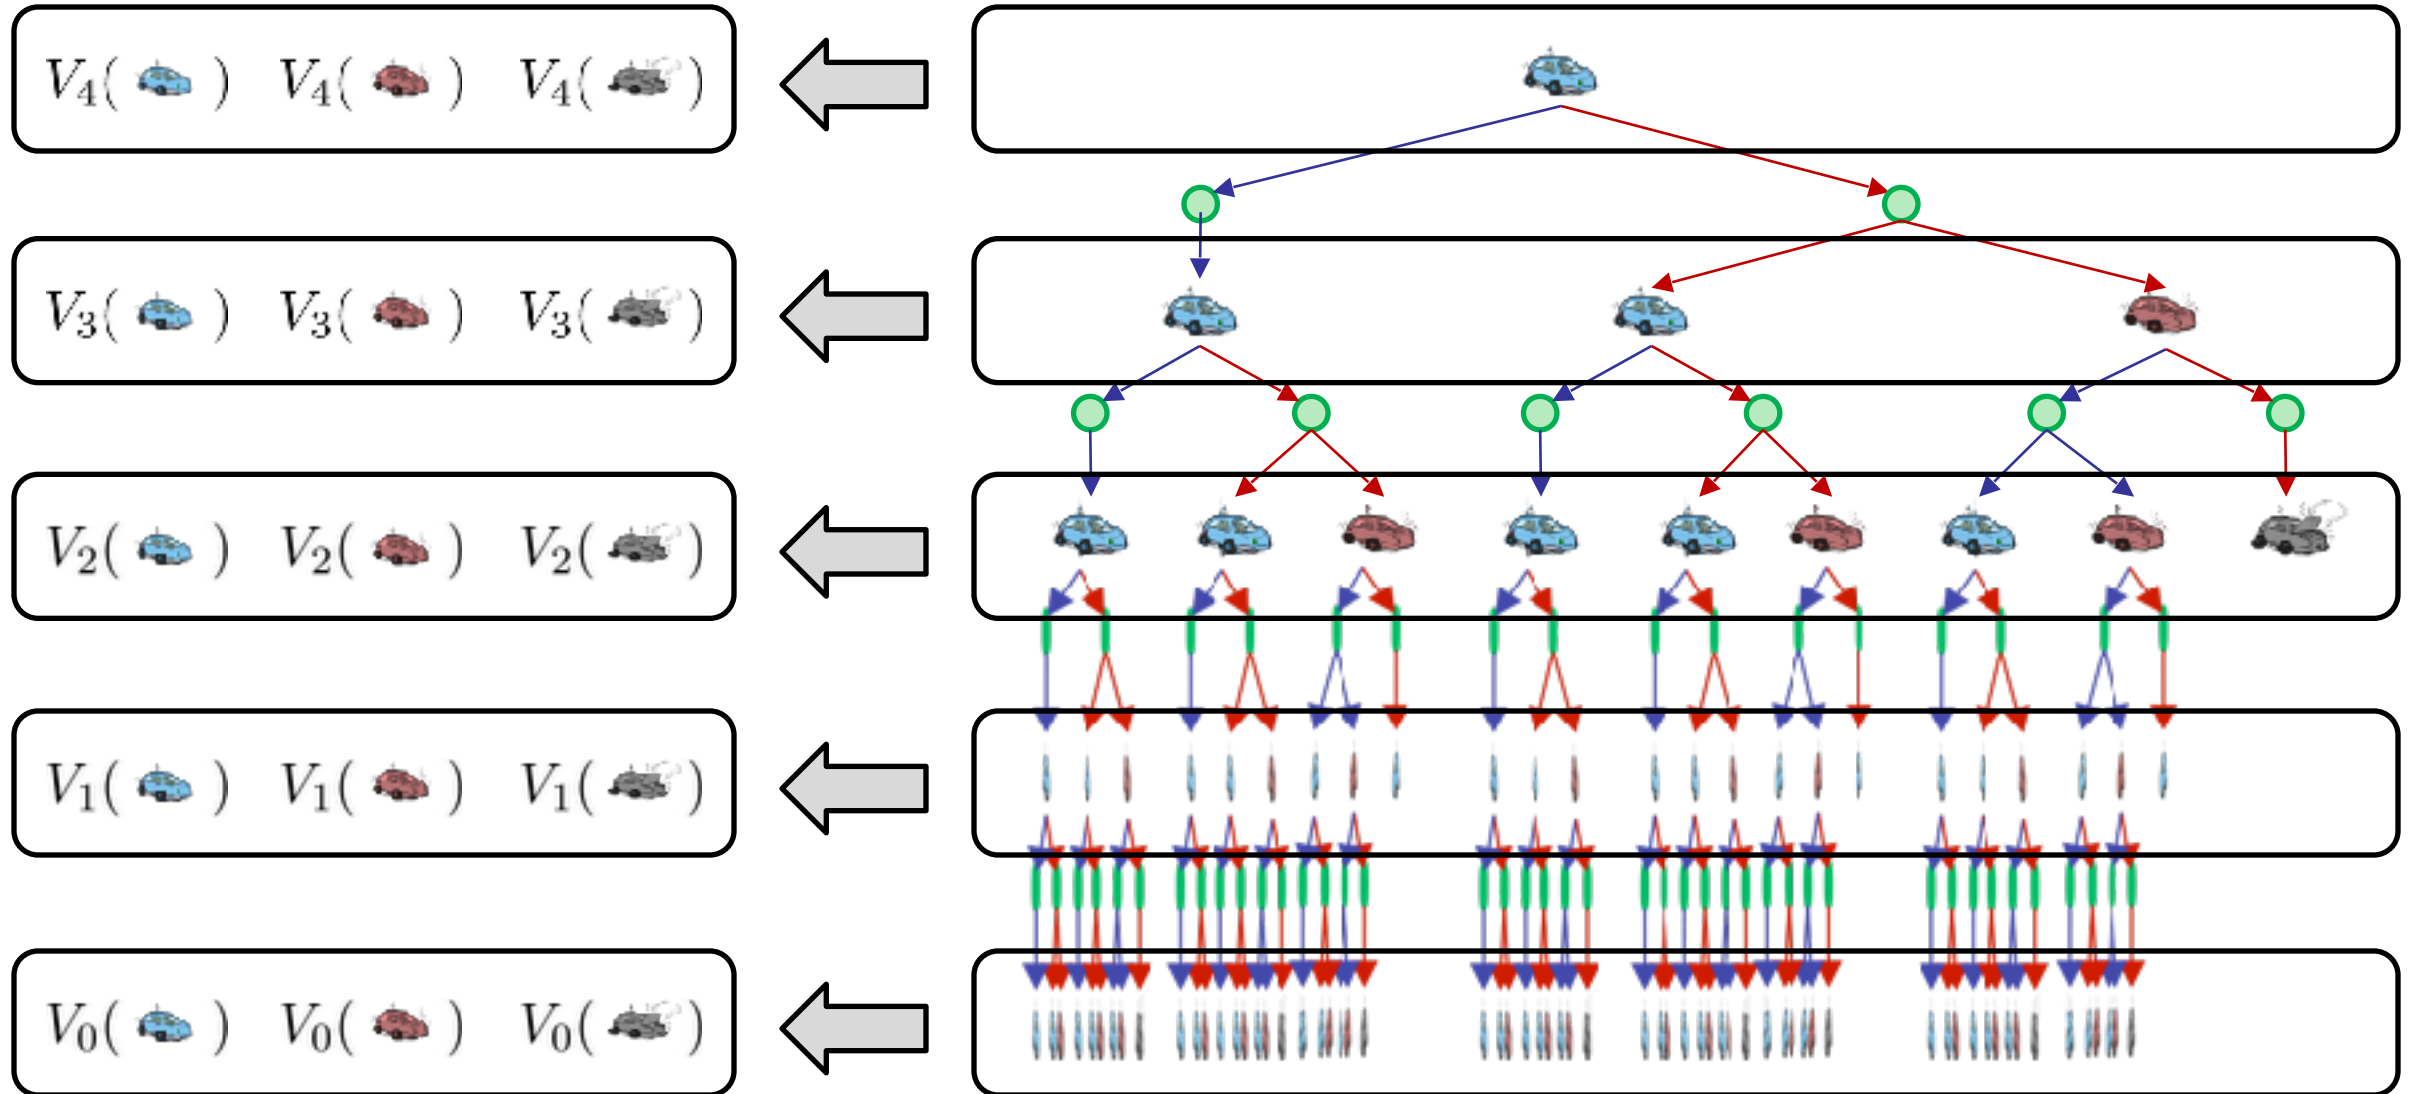 V4( ) V4( ) V4( )
V3( ) V3( ) V3( )
V2( ) V2( ) V2( )
V1( ) V1( ) V1( )
V0( ) V0( ) V0( )